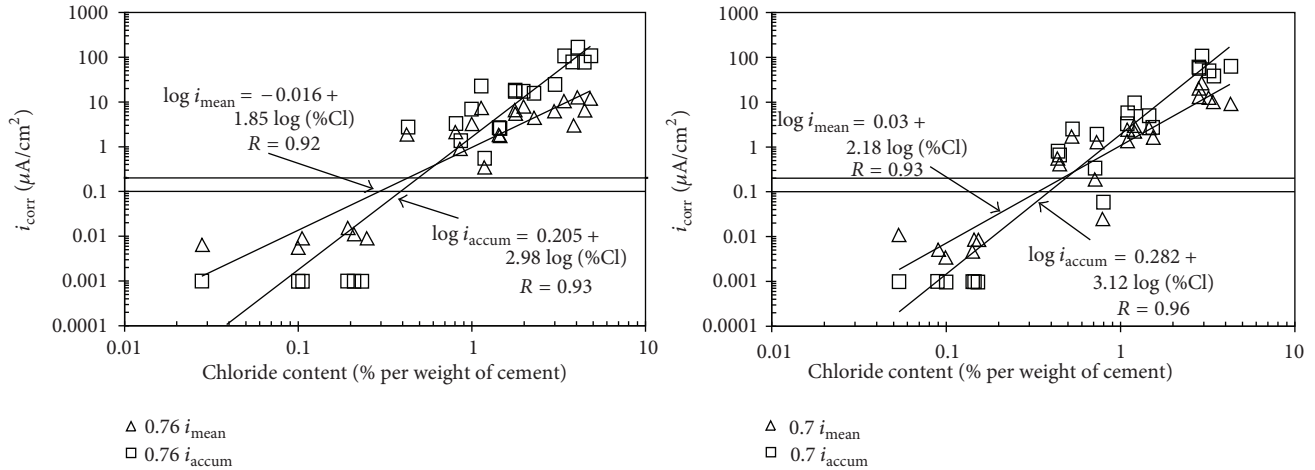 1000
100
10
1
0.1
0.01
0.001
0.0001
i_corr (μA/cm²)
log i_mean = −0.016 +
1.85 log (%Cl)
R = 0.92
log i_accum = 0.205 +
2.98 log (%Cl)
R = 0.93
0.01 0.1 1 10
Chloride content (% per weight of cement)
0.76 i_mean
0.76 i_accum
1000
100
10
1
0.1
0.01
0.001
0.0001
i_corr (μA/cm²)
log i_mean = 0.03 +
2.18 log (%Cl)
R = 0.93
log i_accum = 0.282 +
3.12 log (%Cl)
R = 0.96
0.01 0.1 1 10
Chloride content (% per weight of cement)
0.7 i_mean
0.7 i_accum